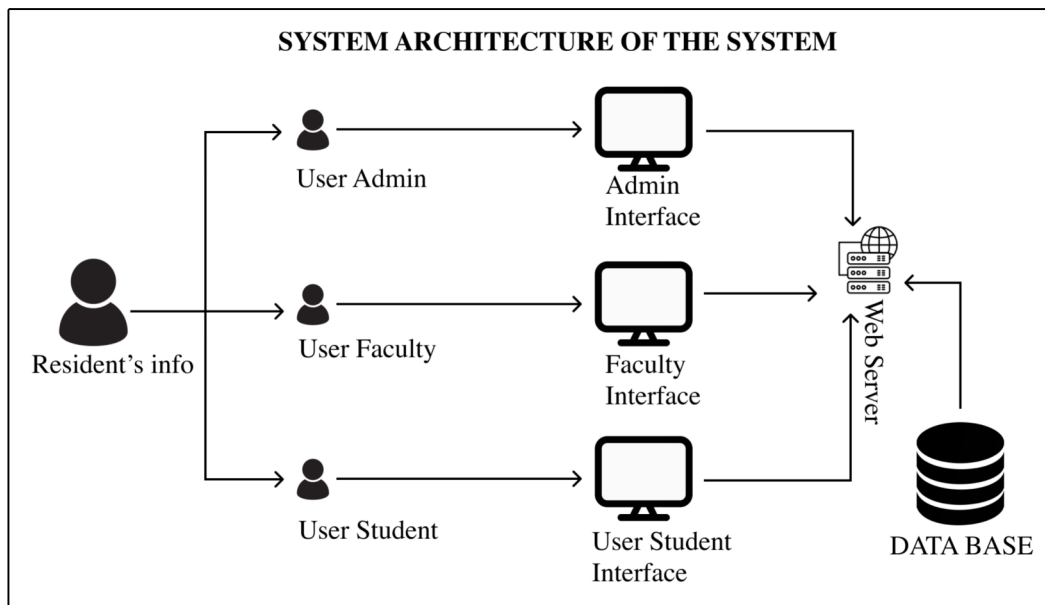 SYSTEM ARCHITECTURE OF THE SYSTEM
User Admin
Admin
Interface
Resident's info
User Faculty
Faculty
Interface
Web Server
User Student
User Student
Interface
DATA BASE